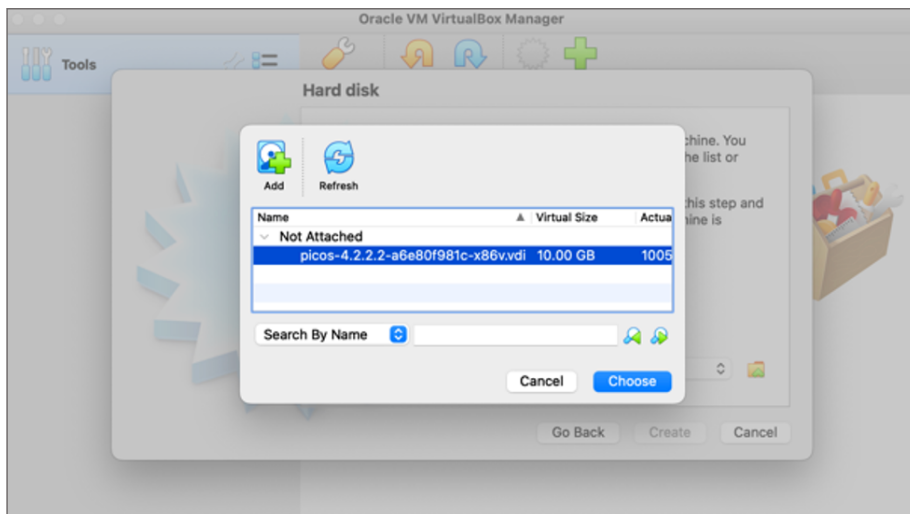 Oracle VM VirtualBox Manager
Tools
Hard disk
chine. You
he list or
this step and
hine is
Add
Refresh
Name Virtual Size Actua
Not Attached
picos-4.2.2.2-a6e80f981c-x86v.vdi 10.00 GB 1005
Search By Name
Cancel Choose
Go Back Create Cancel